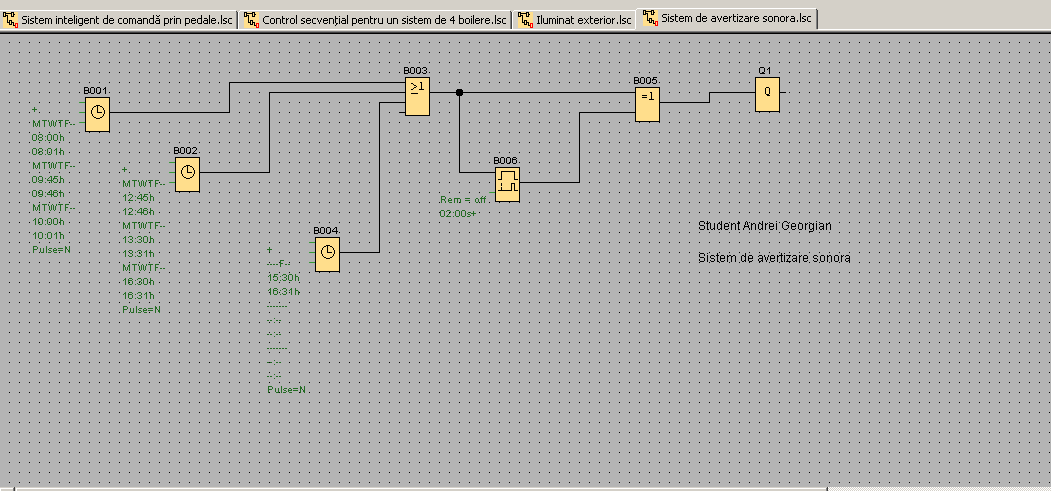 Sistem inteligent de comandă prin pedale.lsc
Control secvențial pentru un sistem de 4 boilere.lsc
Iluminat exterior.lsc
Sistem de avertizare sonora.lsc
B001
+
MTWTF--
08:00h
08:01h
MTWTF--
09:45h
09:46h
MTWTF--
10:00h
10:01h
Pulse=N
B002
+
MTWTF--
12:45h
12:46h
MTWTF--
13:30h
13:31h
MTWTF--
16:30h
16:31h
Pulse=N
B004
+
----F--
15:30h
16:31h
-------
--:--
--:--
-------
--:--
--:--
Pulse=N
B003
≥1
B006
Rem = off
02:00s+
B005
=1
Q1
Q
Student Andrei Georgian
Sistem de avertizare sonora